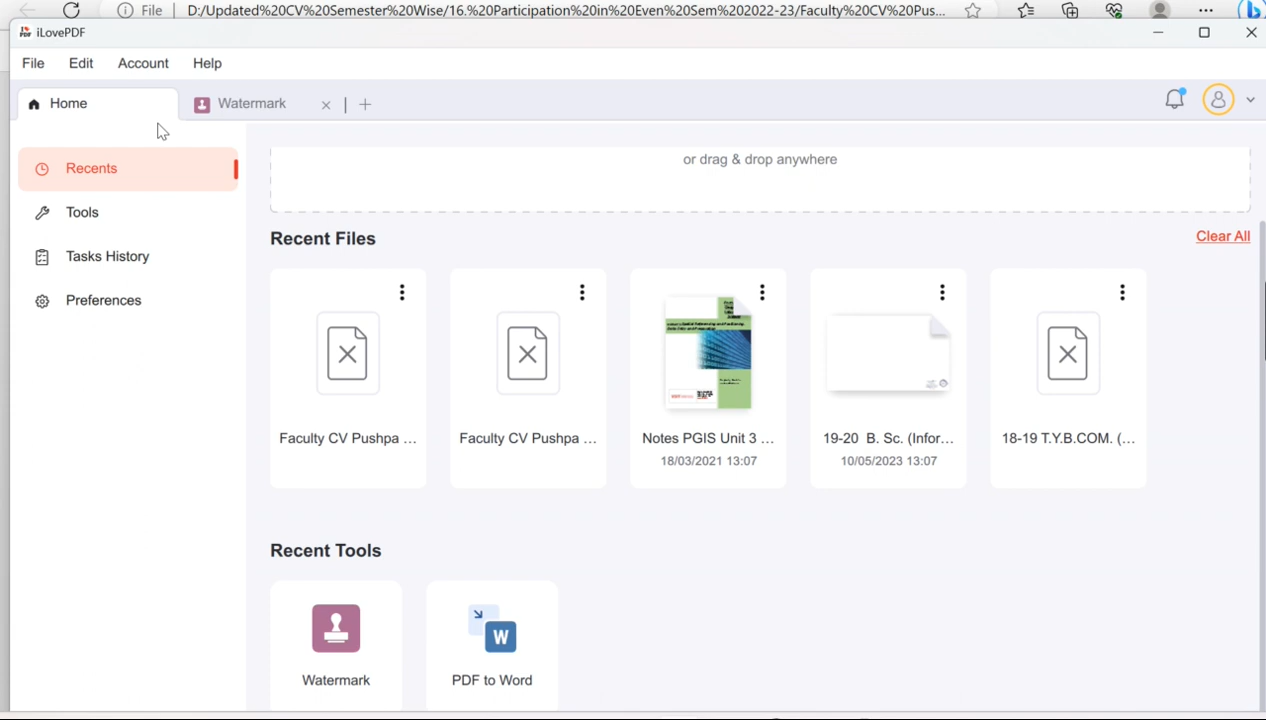 File D:/Updated%20CV%20Semester%20Wise/16.%20Participation%20in%20Even%20Sem%202022-23/Faculty%20CV%20Pus...
iLovePDF
File Edit Account Help
Home Watermark
Recents
Tools
Tasks History
Preferences
or drag & drop anywhere
Recent Files Clear All
Faculty CV Pushpa ... Faculty CV Pushpa ... Notes PGIS Unit 3 ... 19-20 B. Sc. (Infor... 18-19 T.Y.B.COM. (...
18/03/2021 13:07 10/05/2023 13:07
Recent Tools
W
Watermark PDF to Word